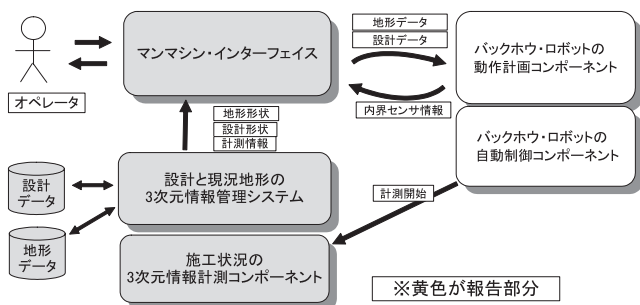 マンマシン・インターフェイス
地形データ
設計データ
バックホウ・ロボットの
動作計画コンポーネント
オペレータ
内界センサ情報
地形形状
設計形状
計測情報
バックホウ・ロボットの
自動制御コンポーネント
設計
データ
設計と現況地形の
3次元情報管理システム
計測開始
地形
データ
施工状況の
3次元情報計測コンポーネント
※黄色が報告部分